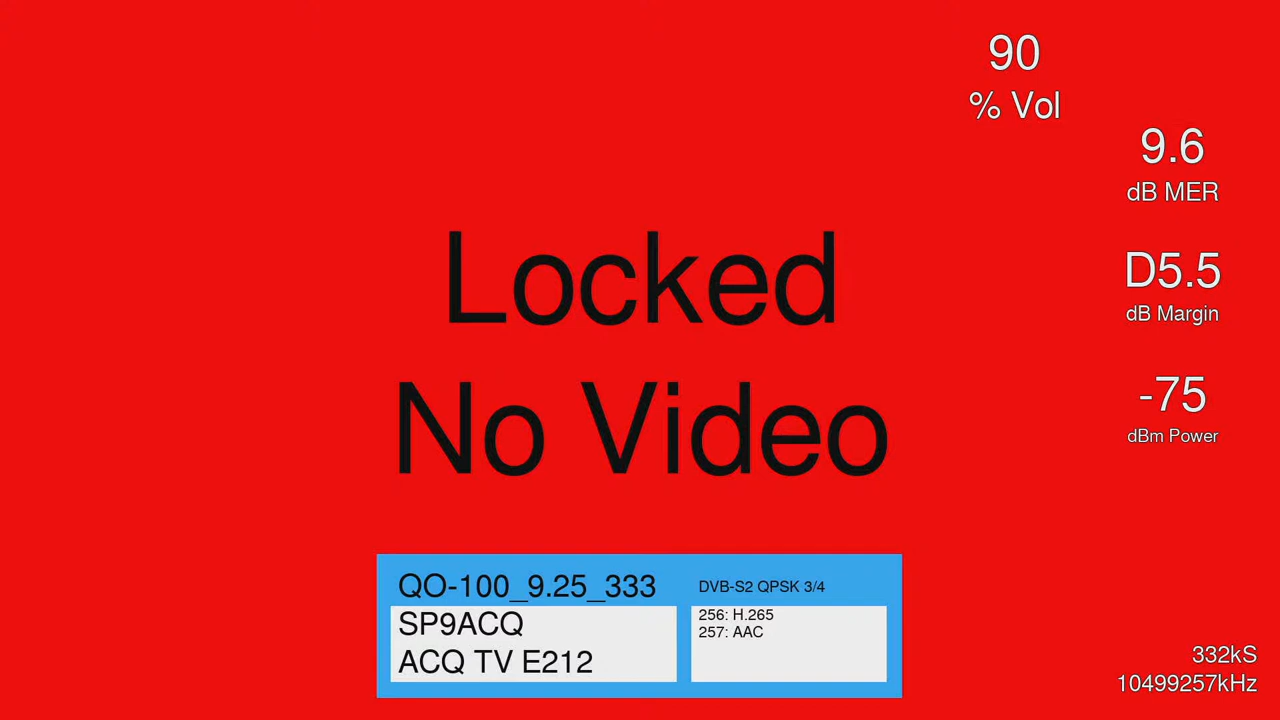 90
% Vol
9.6
dB MER
D5.5
dB Margin
-75
dBm Power
Locked
No Video
QO-100_9.25_333
DVB-S2 QPSK 3/4
SP9ACQ
ACQ TV E212
256: H.265
257: AAC
332kS
10499257kHz